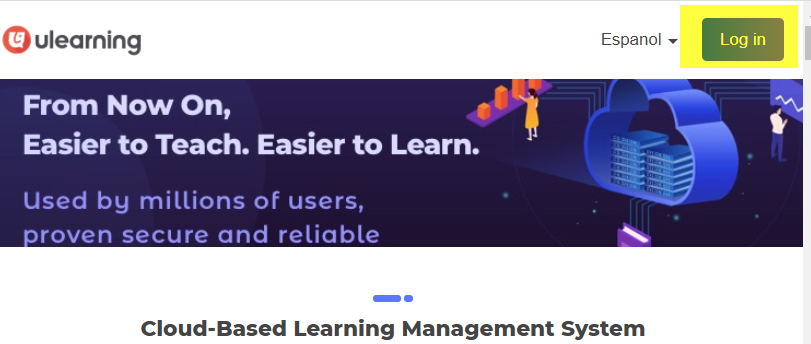 ulearning
Espanol
Log in
From Now On,
Easier to Teach. Easier to Learn.
Used by millions of users,
proven secure and reliable
Cloud-Based Learning Management System